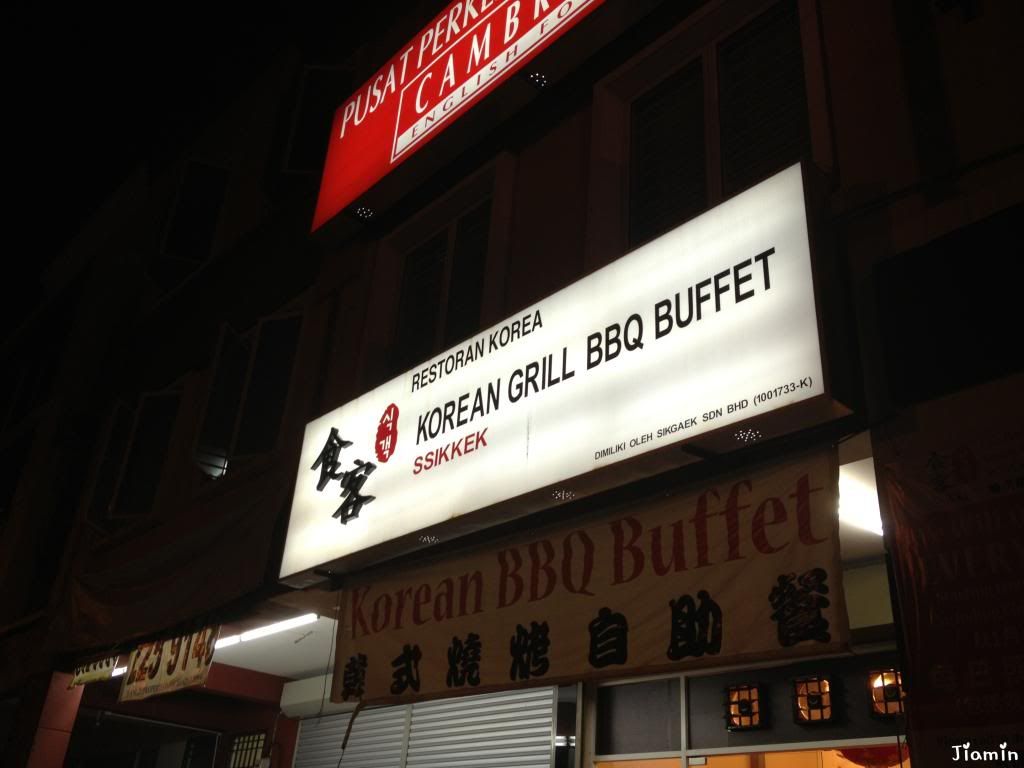 PUSAT
CAMB
ENGLISH
RESTORAN KOREA
KOREAN GRILL BBQ BUFFET
SSIKKEK
食客
식객
DIMILIKI OLEH SIKGAEK SDN BHD (1001733-K)
Korean BBQ Buffet
韓式燒烤自助餐
Jiamin